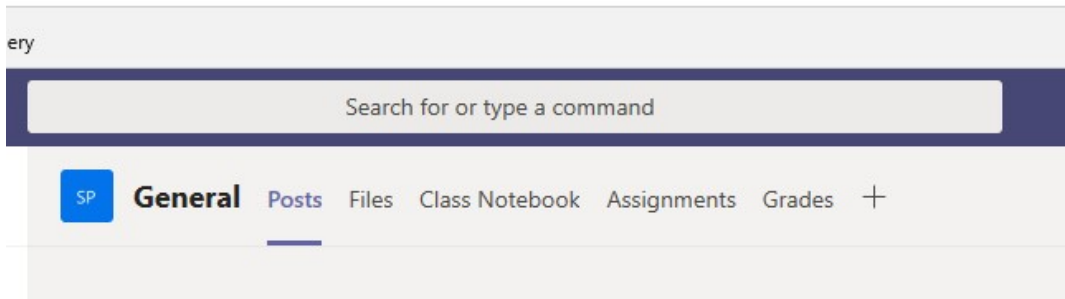 ery
Search for or type a command
SP General Posts Files Class Notebook Assignments Grades +